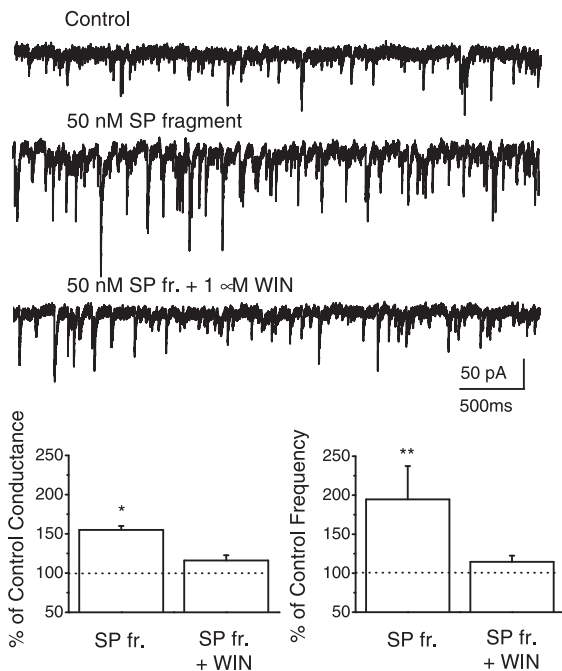 Control
50 nM SP fragment
50 nM SP fr. + 1 ∝M WIN
50 pA
500ms
% of Control Conductance
250
200
150
100
50
*
SP fr.
SP fr.
+ WIN
% of Control Frequency
250
200
150
100
50
**
SP fr.
SP fr.
+ WIN